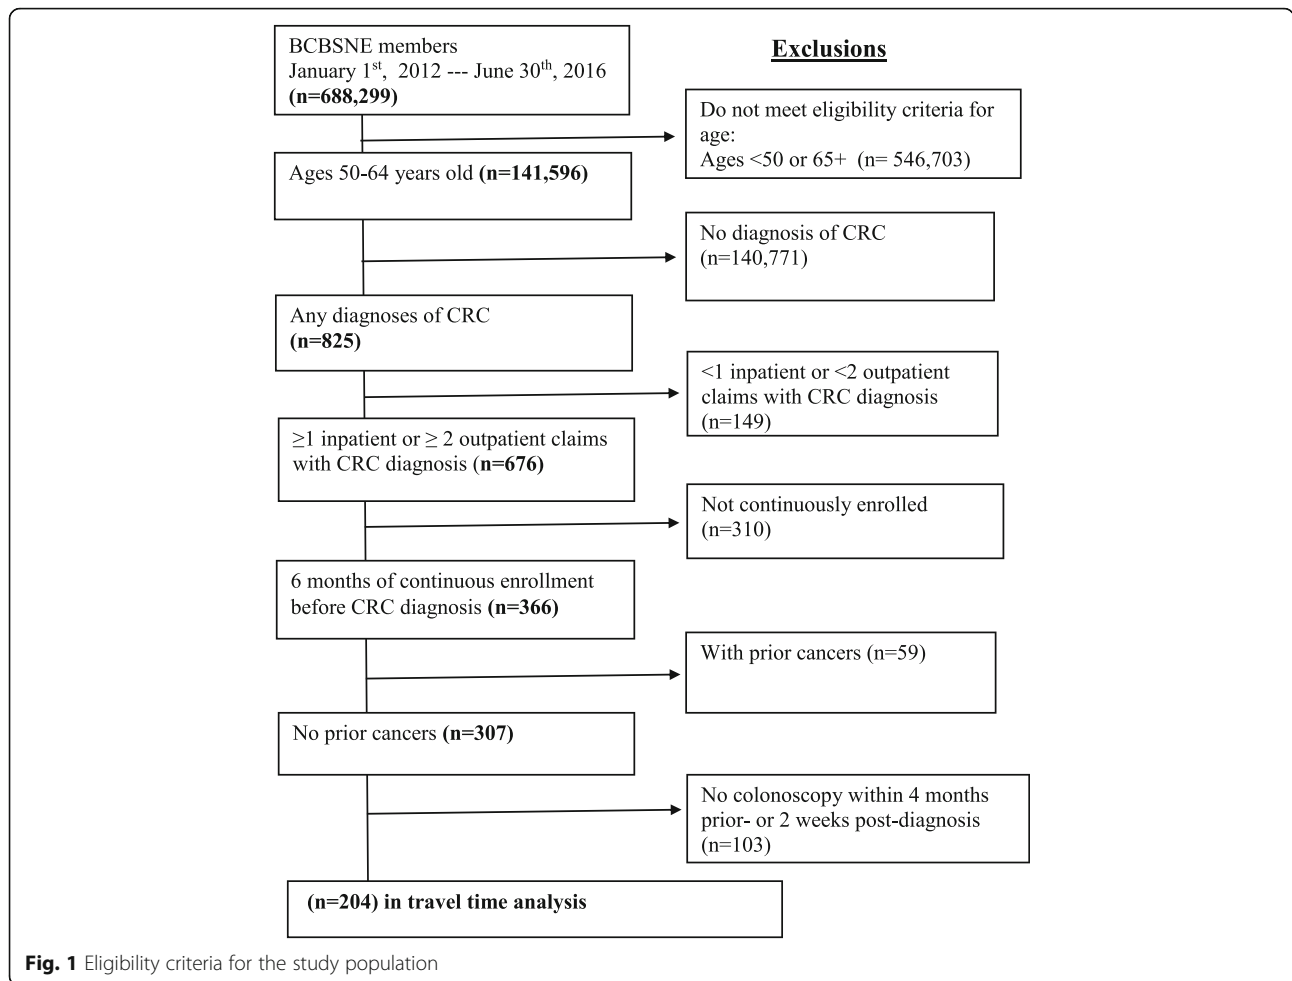 BCBSNE members
January 1st, 2012 --- June 30th, 2016
(n=688,299)
Exclusions
Do not meet eligibility criteria for
age:
Ages <50 or 65+ (n= 546,703)
Ages 50-64 years old (n=141,596)
No diagnosis of CRC
(n=140,771)
Any diagnoses of CRC
(n=825)
<1 inpatient or <2 outpatient
claims with CRC diagnosis
(n=149)
≥1 inpatient or ≥ 2 outpatient claims
with CRC diagnosis (n=676)
Not continuously enrolled
(n=310)
6 months of continuous enrollment
before CRC diagnosis (n=366)
With prior cancers (n=59)
No prior cancers (n=307)
No colonoscopy within 4 months
prior- or 2 weeks post-diagnosis
(n=103)
(n=204) in travel time analysis
Fig. 1 Eligibility criteria for the study population